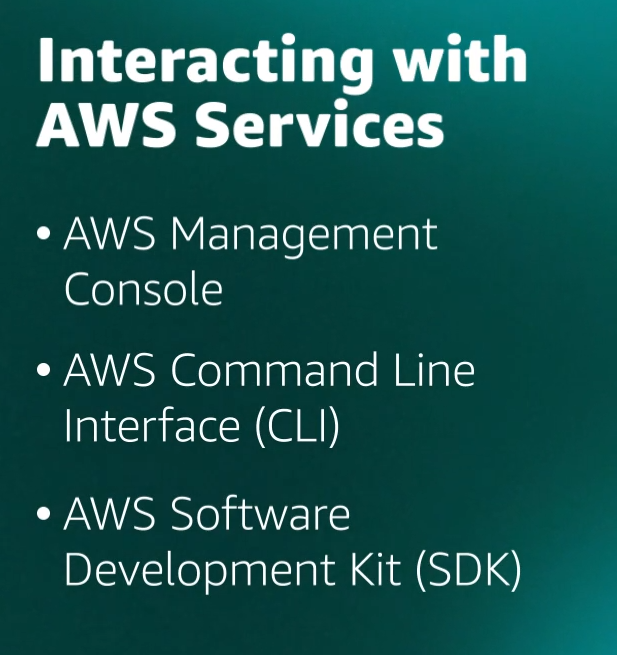 Interacting with
AWS Services
• AWS Management
Console
• AWS Command Line
Interface (CLI)
• AWS Software
Development Kit (SDK)